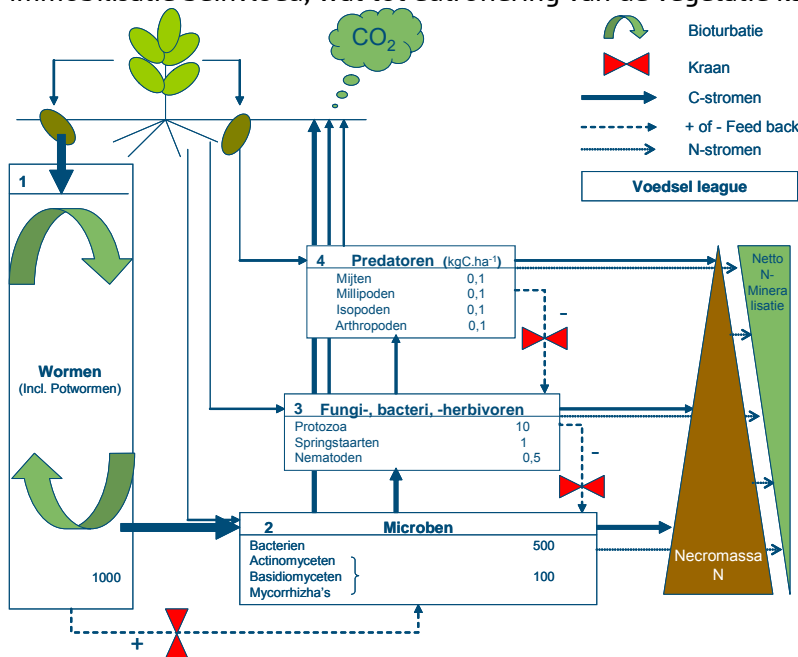 CO2
Bioturbatie
Kraan
C-stromen
+ of - Feed back
N-stromen
Voedsel league
1
Wormen
(Incl. Potwormen)
1000
4 Predatoren (kgC.ha-1)
Mijten 0,1
Millipoden 0,1
Isopoden 0,1
Arthropoden 0,1
-
3 Fungi-, bacteri, -herbivoren
Protozoa 10
Springstaarten 1
Nematoden 0,5
-
2 Microben
Bacterien 500
Actinomyceten
Basidiomyceten 100
Mycorrhizha's
+
Netto
N-
Minera
lisatie
Necromassa
N